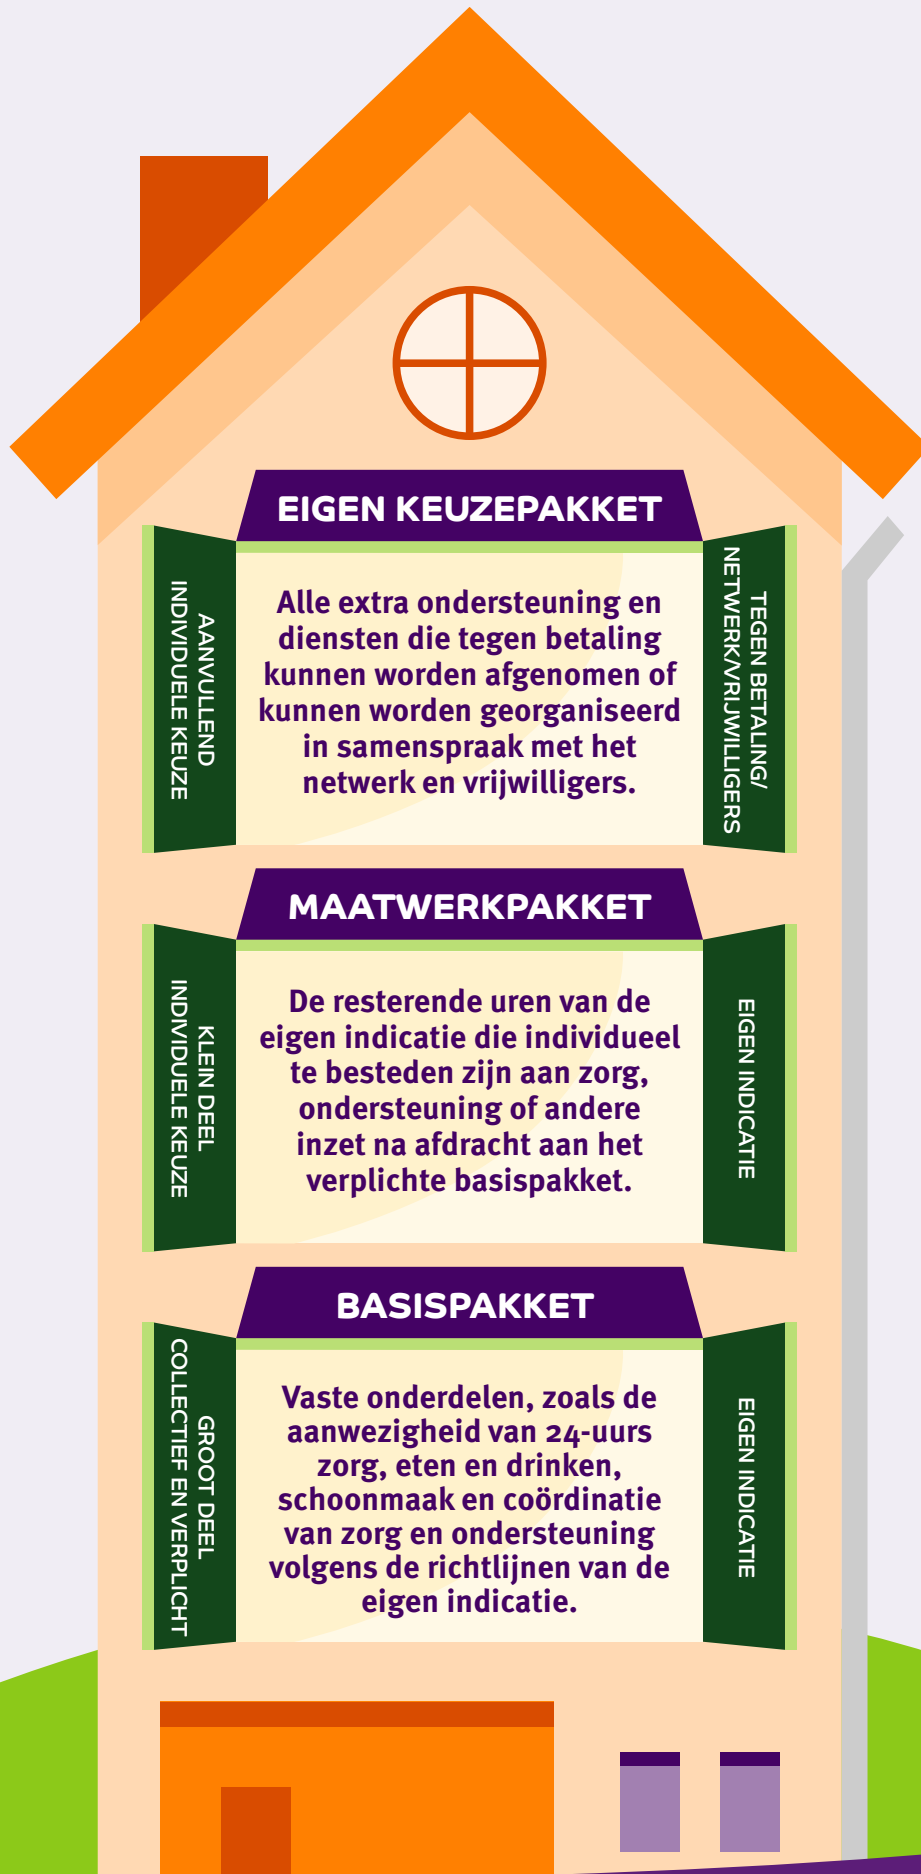 EIGEN KEUZEPAKKET
AANVULLEND
INDIVIDUELE KEUZE
Alle extra ondersteuning en
diensten die tegen betaling
kunnen worden afgenomen of
kunnen worden georganiseerd
in samenspraak met het
netwerk en vrijwilligers.
TEGEN BETALING/
NETWERK/VRIJWILLIGERS
MAATWERKPAKKET
KLEIN DEEL
INDIVIDUELE KEUZE
De resterende uren van de
eigen indicatie die individueel
te besteden zijn aan zorg,
ondersteuning of andere
inzet na afdracht aan het
verplichte basispakket.
EIGEN INDICATIE
BASISPAKKET
GROOT DEEL
COLLECTIEF EN VERPLICHT
Vaste onderdelen, zoals de
aanwezigheid van 24-uurs
zorg, eten en drinken,
schoonmaak en coördinatie
van zorg en ondersteuning
volgens de richtlijnen van de
eigen indicatie.
EIGEN INDICATIE